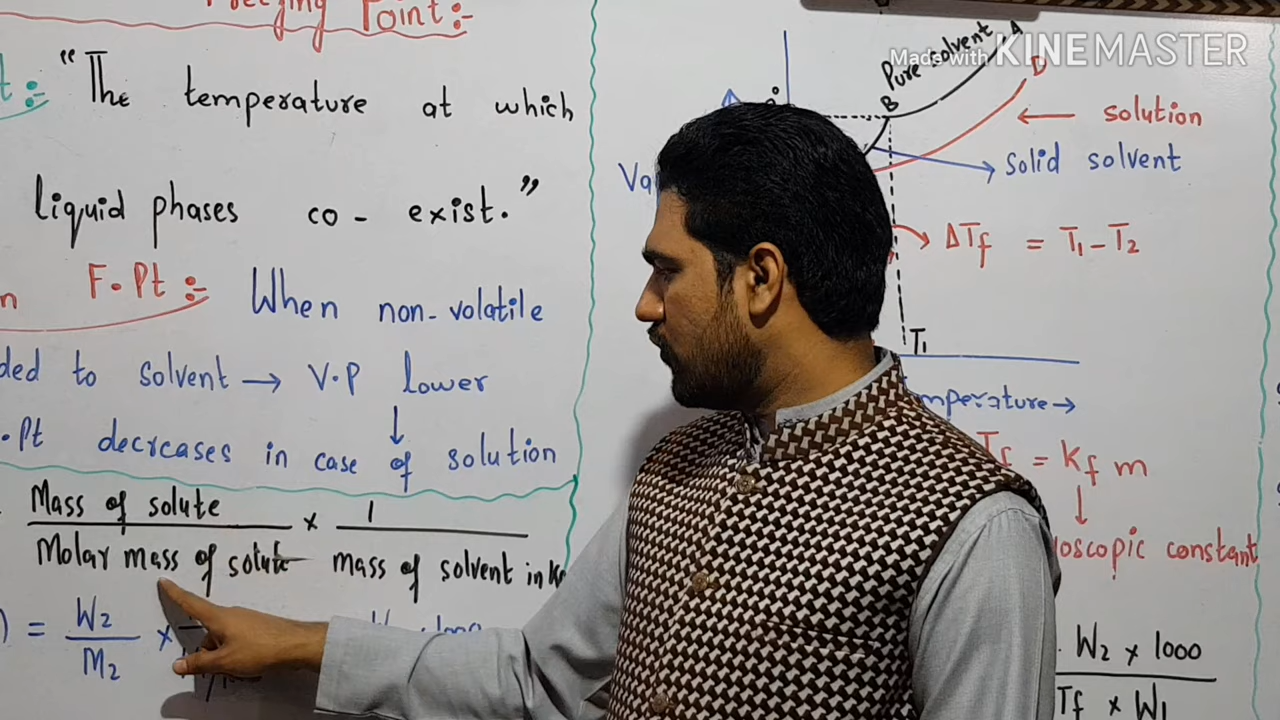 Freezing Point:-
t:- "The temperature at which
liquid phases co- exist."
n F.Pt:- When non-volatile
ded to solvent → V.P lower
↓
.Pt decreases in case of solution
Mass of solute × 1
Molar mass of solute mass of solvent in
) = W2 ×
M2
Made with KINEMASTER
Pure solvent A
D
B
← solution
solid solvent
ΔTf = T1 - T2
T1
mperature →
Tf = Kf m
↓
oscopic constant
W2 × 1000
Tf × W1